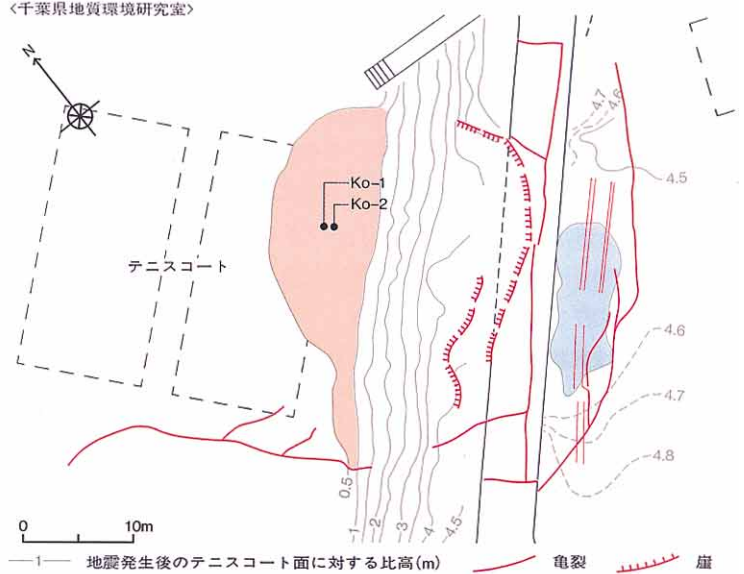 〈千葉県地質環境研究室〉
N
4.7
4.6
4.5
Ko-1
Ko-2
テニスコート
4.6
4.7
4.8
0.5
1
2
3
4
4.5
0 10m
1 地震発生後のテニスコート面に対する比高(m) 亀裂 崖